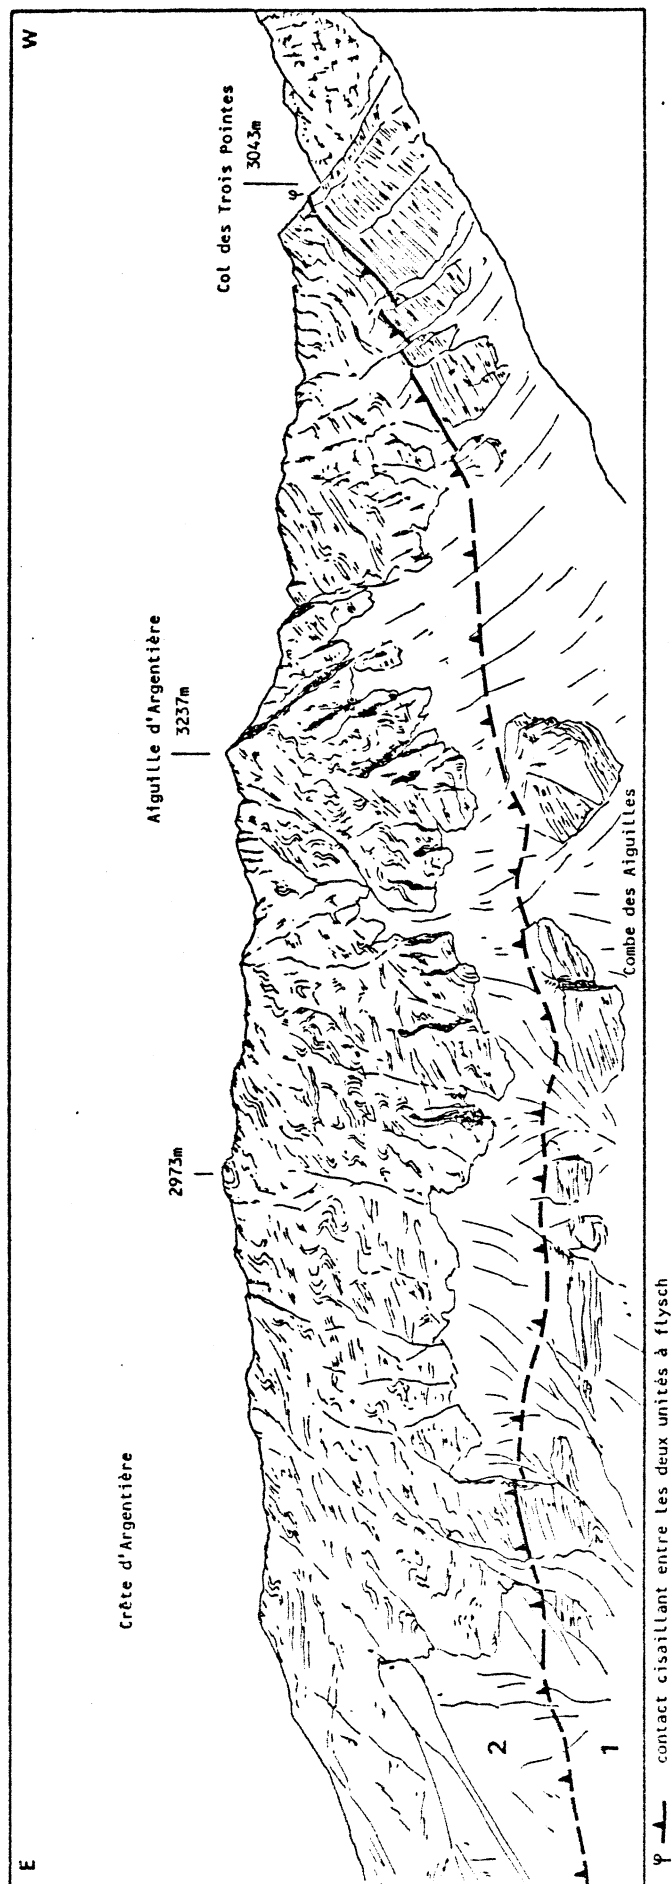 E
W
Crête d'Argentière
2973m
Aiguille d'Argentière
3237m
Col des Trois Pointes
3043m
φ
Combe des Aiguilles
2
1
φ contact cisaillant entre les deux unités à flysch